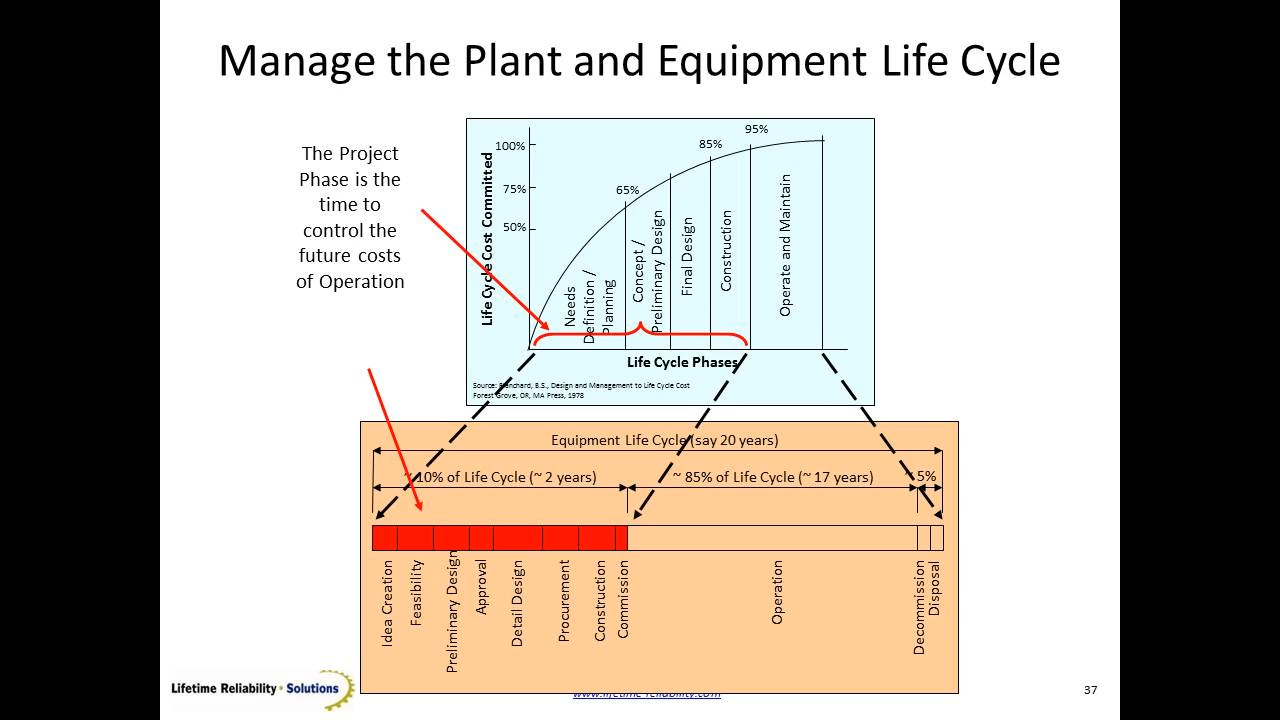 Manage the Plant and Equipment Life Cycle
The Project
Phase is the
time to
control the
future costs
of Operation
Life Cycle Cost Committed
100%
75%
50%
65%
85%
95%
Needs
Definition /
Planning
Concept /
Preliminary Design
Final Design
Construction
Operate and Maintain
Life Cycle Phases
Source: Blanchard, B.S., Design and Management to Life Cycle Cost
Forest Grove, OR, MA Press, 1978
Equipment Life Cycle (say 20 years)
~ 10% of Life Cycle (~ 2 years)
~ 85% of Life Cycle (~ 17 years)
~ 5%
Idea Creation
Feasibility
Preliminary Design
Approval
Detail Design
Procurement
Construction
Commission
Operation
Decommission
Disposal
Lifetime Reliability Solutions
www.lifetime-reliability.com
37